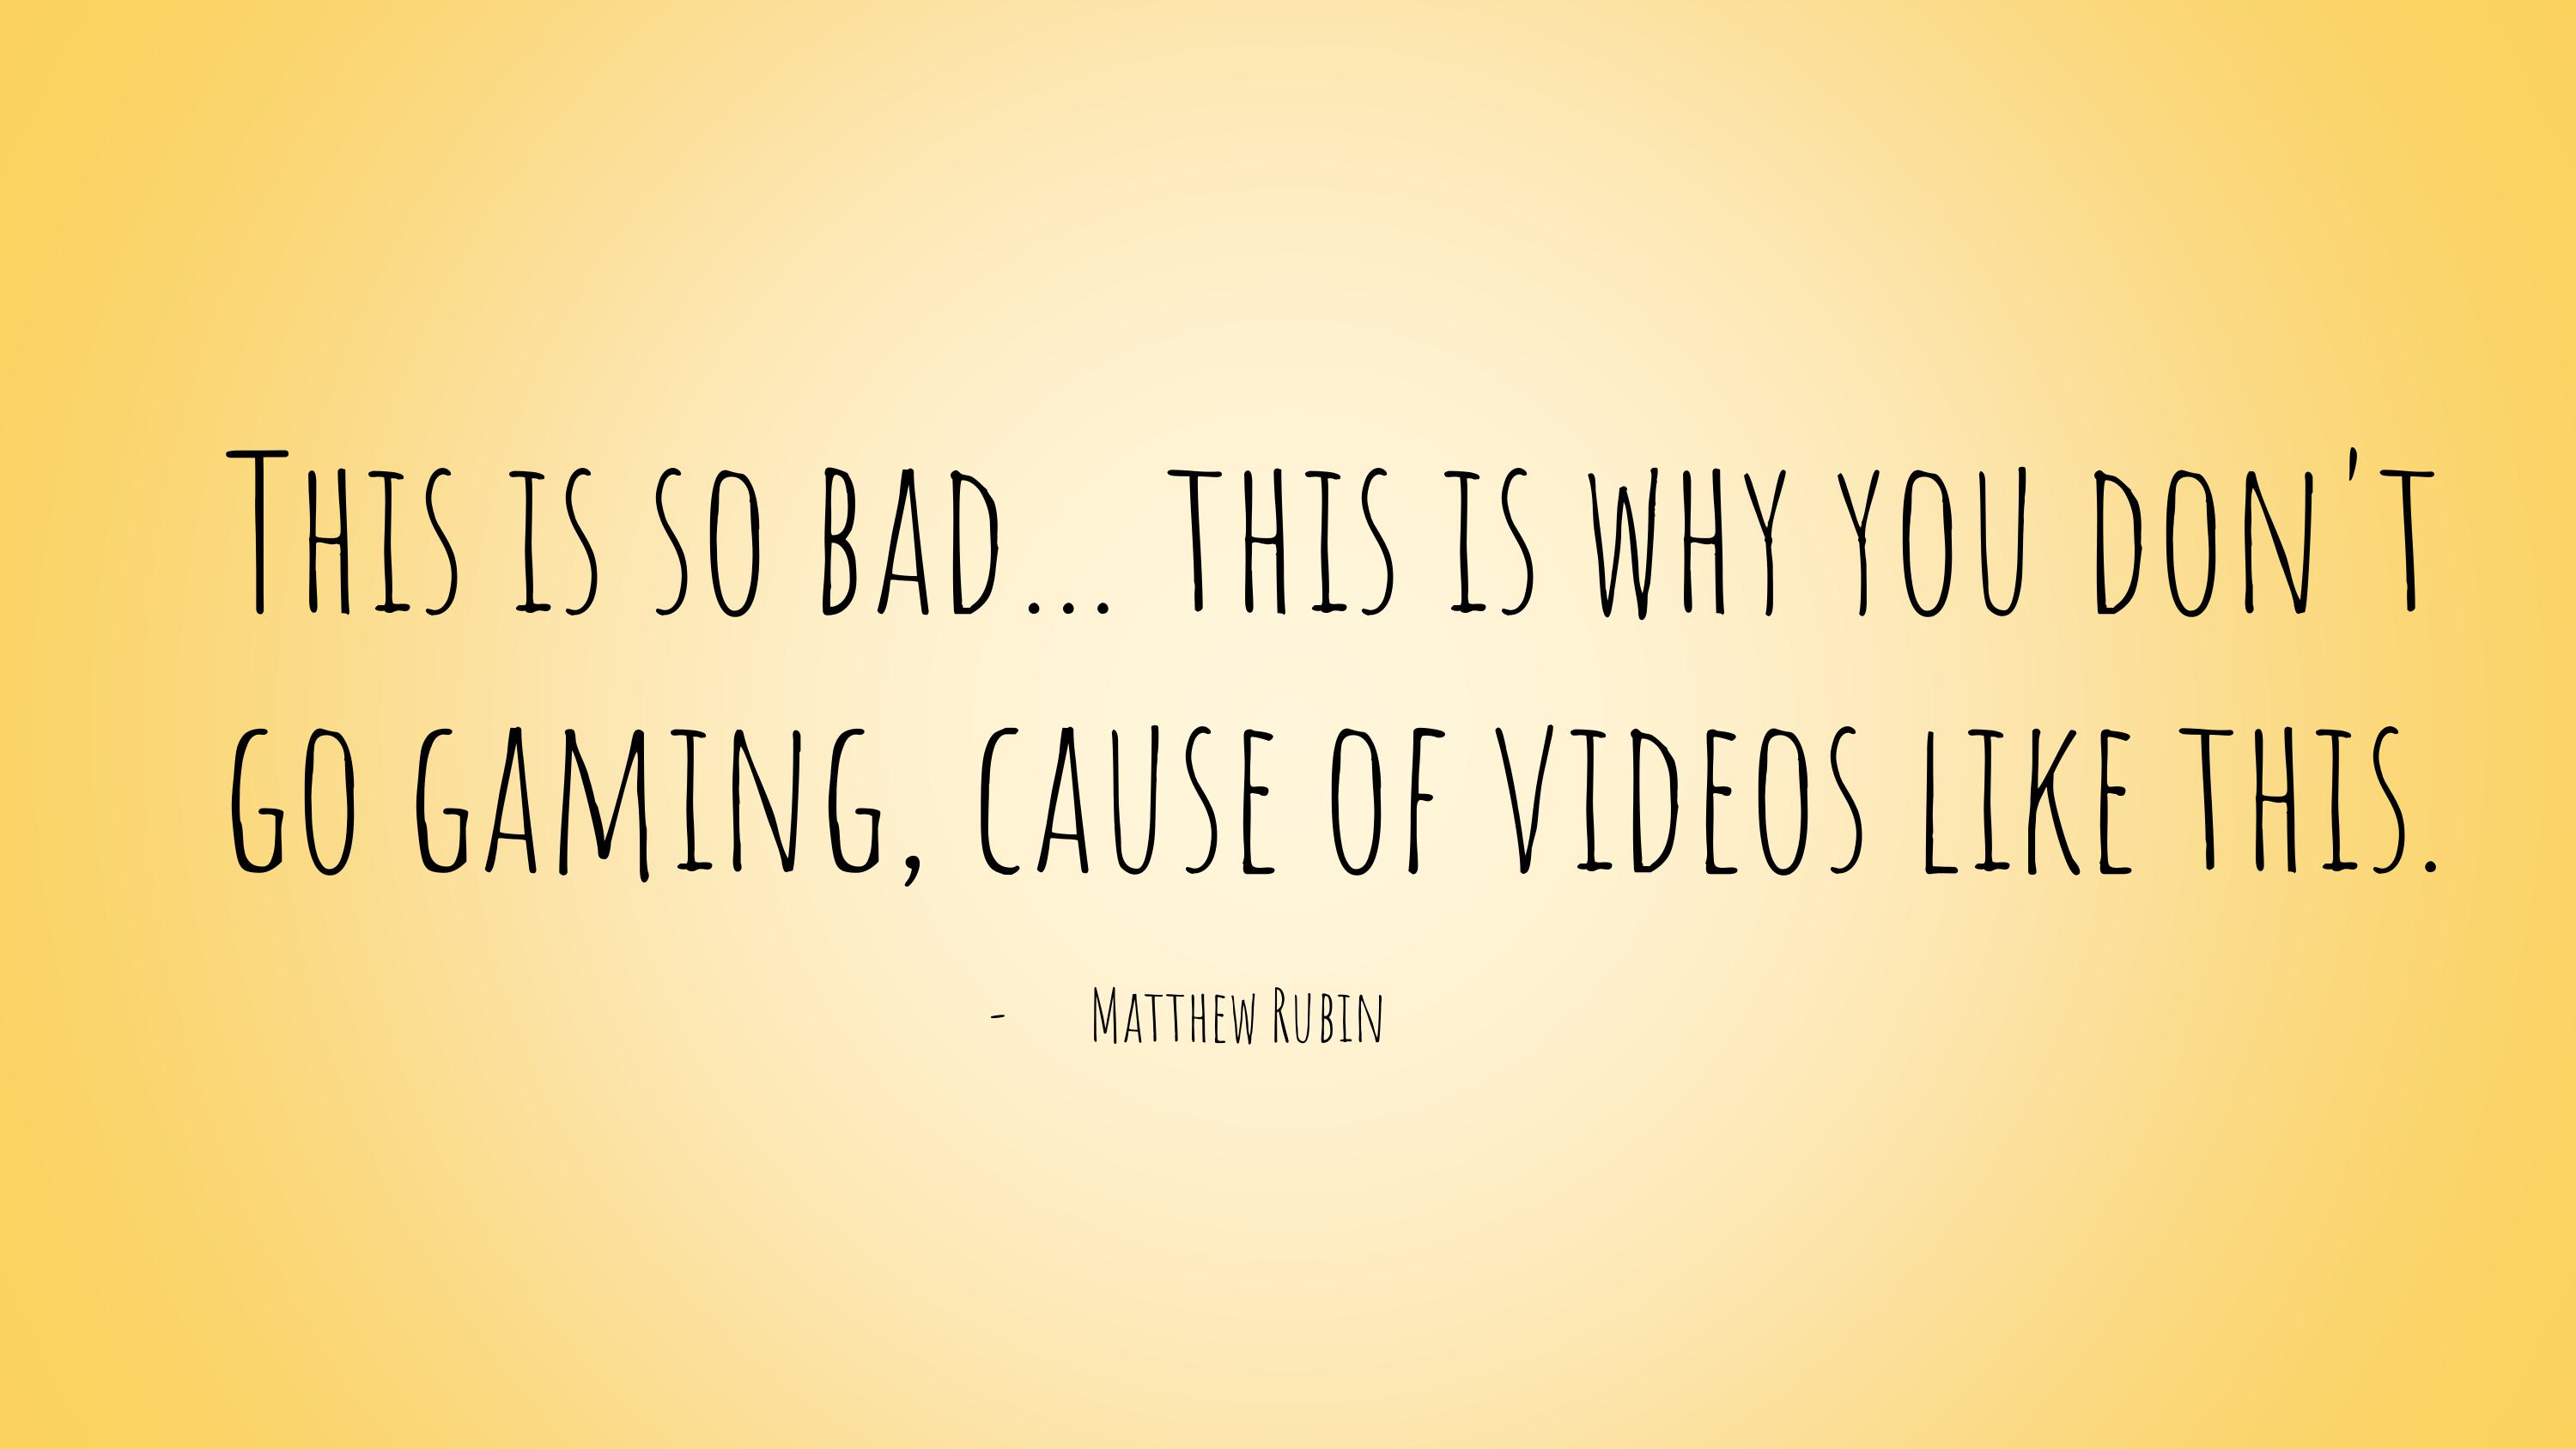 This is so bad... this is why you don't
go gaming, cause of videos like this.
- Matthew Rubin